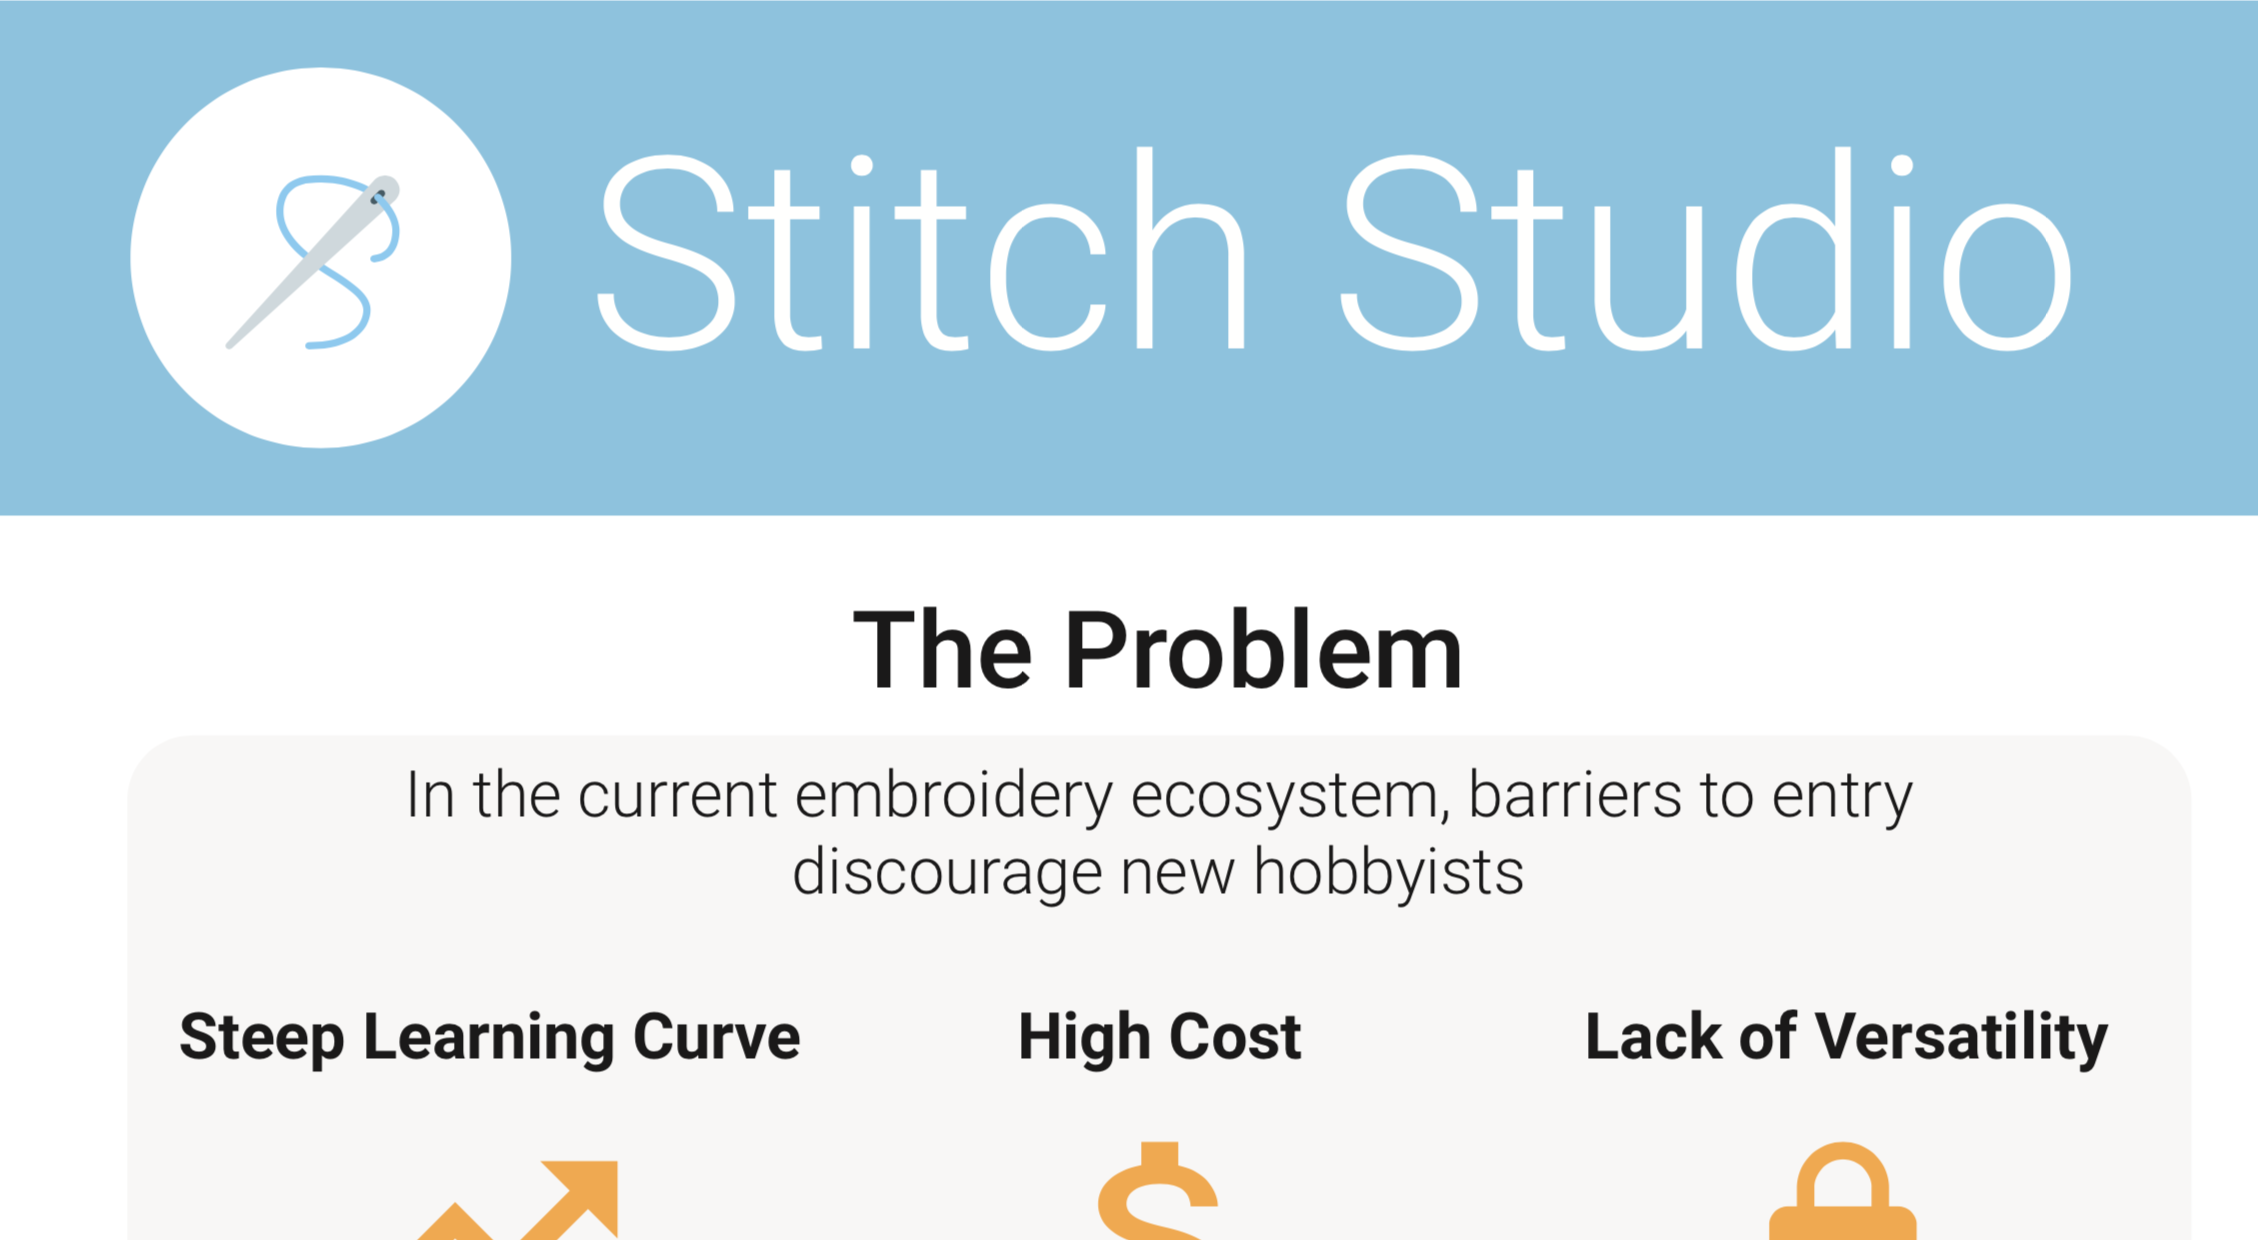 Stitch Studio
The Problem
In the current embroidery ecosystem, barriers to entry
discourage new hobbyists
Steep Learning Curve
High Cost
Lack of Versatility
$